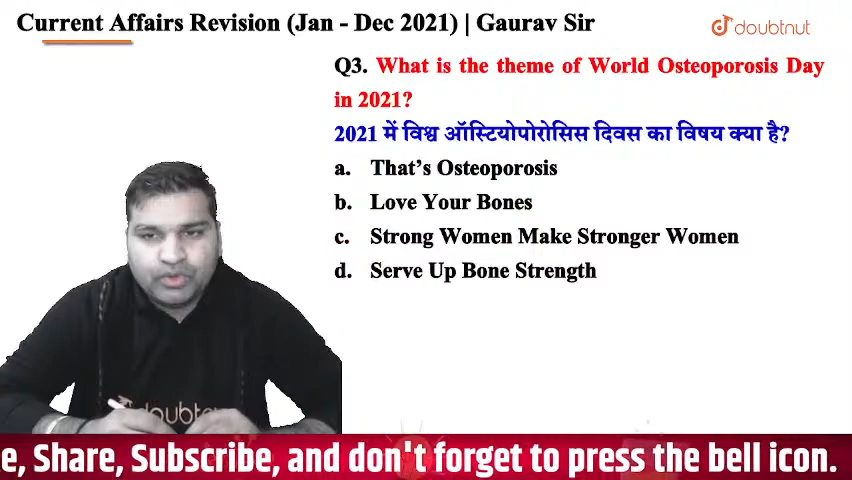 Current Affairs Revision (Jan - Dec 2021) | Gaurav Sir
doubtnut
Q3. What is the theme of World Osteoporosis Day
in 2021?
2021 में विश्व ऑस्टियोपोरोसिस दिवस का विषय क्या है?
a. That's Osteoporosis
b. Love Your Bones
c. Strong Women Make Stronger Women
d. Serve Up Bone Strength
doubtnut
e, Share, Subscribe, and don't forget to press the bell icon.